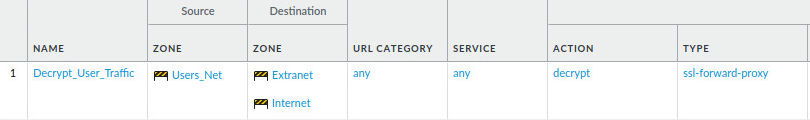 Source Destination
NAME ZONE ZONE URL CATEGORY SERVICE ACTION TYPE
1 Decrypt_User_Traffic Users_Net Extranet any any decrypt ssl-forward-proxy
Internet